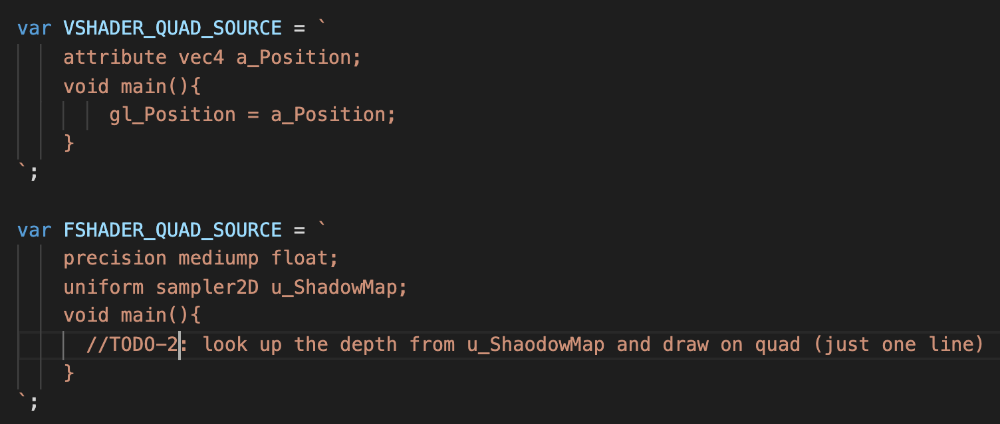 var VSHADER_QUAD_SOURCE = `
attribute vec4 a_Position;
void main(){
gl_Position = a_Position;
}
`;
var FSHADER_QUAD_SOURCE = `
precision mediump float;
uniform sampler2D u_ShadowMap;
void main(){
//TODO-2: look up the depth from u_ShaodowMap and draw on quad (just one line)
}
`;